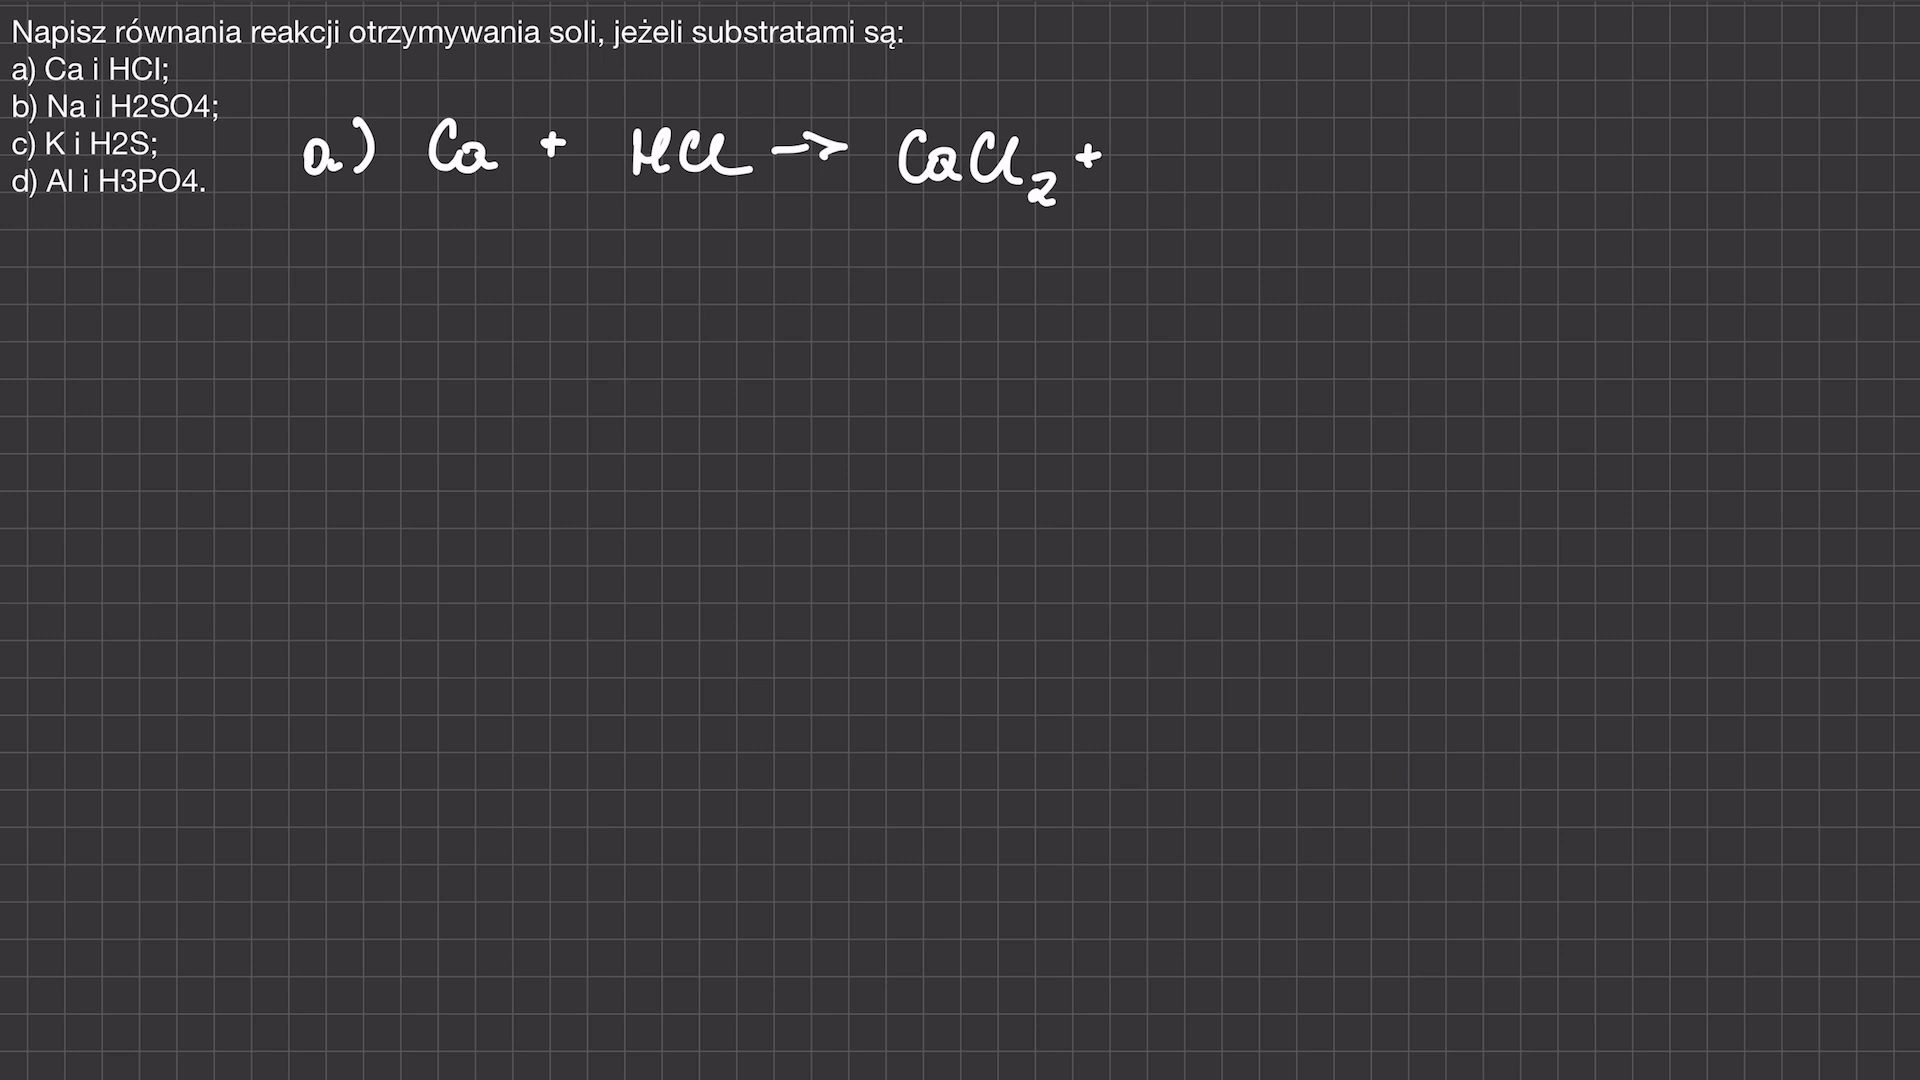 Napisz równania reakcji otrzymywania soli, jeżeli substratami są:
a) Ca i HCl;
b) Na i H2SO4;
c) K i H2S;
d) Al i H3PO4.
a) Ca + HCl -> CaCl₂ +